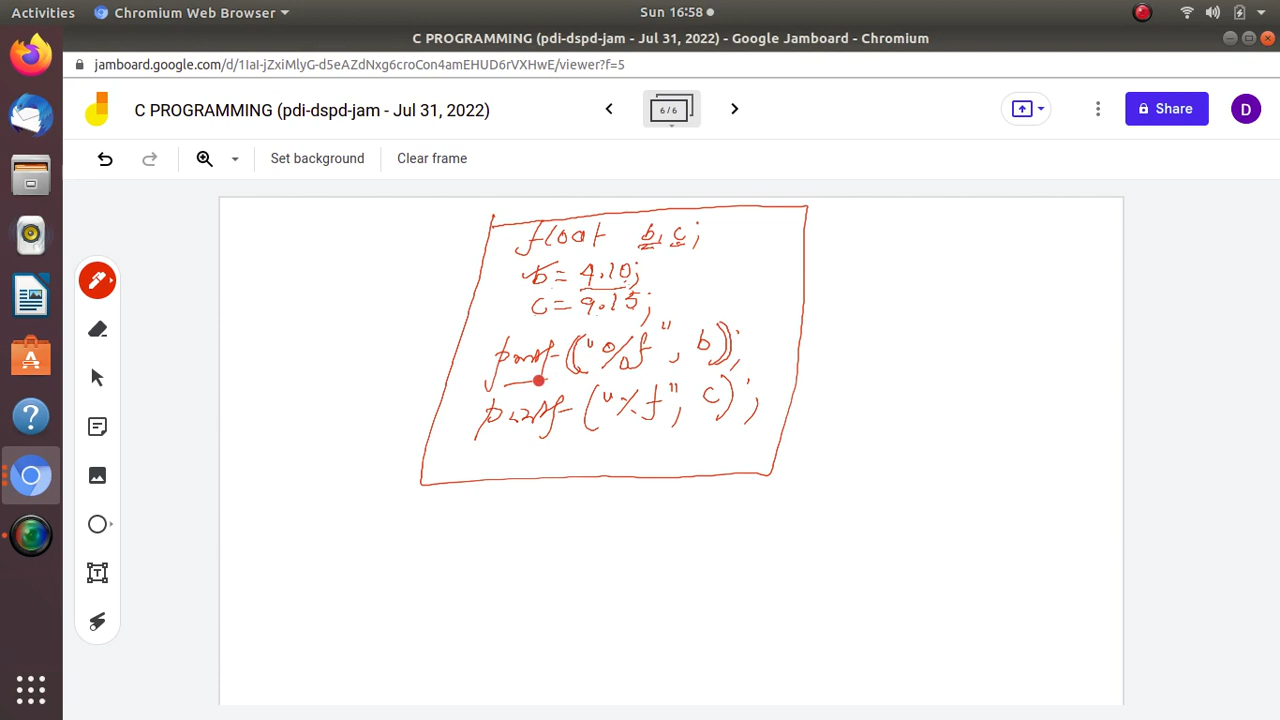 Activities Chromium Web Browser Sun 16:58
C PROGRAMMING (pdi-dspd-jam - Jul 31, 2022) - Google Jamboard - Chromium
jamboard.google.com/d/1IaI-jZxiMlyG-d5eAZdNxg6croCon4amEHUD6rVXHwE/viewer?f=5
C PROGRAMMING (pdi-dspd-jam - Jul 31, 2022) 6/6 Share D
Set background Clear frame
float b, c;
b = 4.10;
c = 9.15;
printf ("%f", b);
printf ("%f", c);